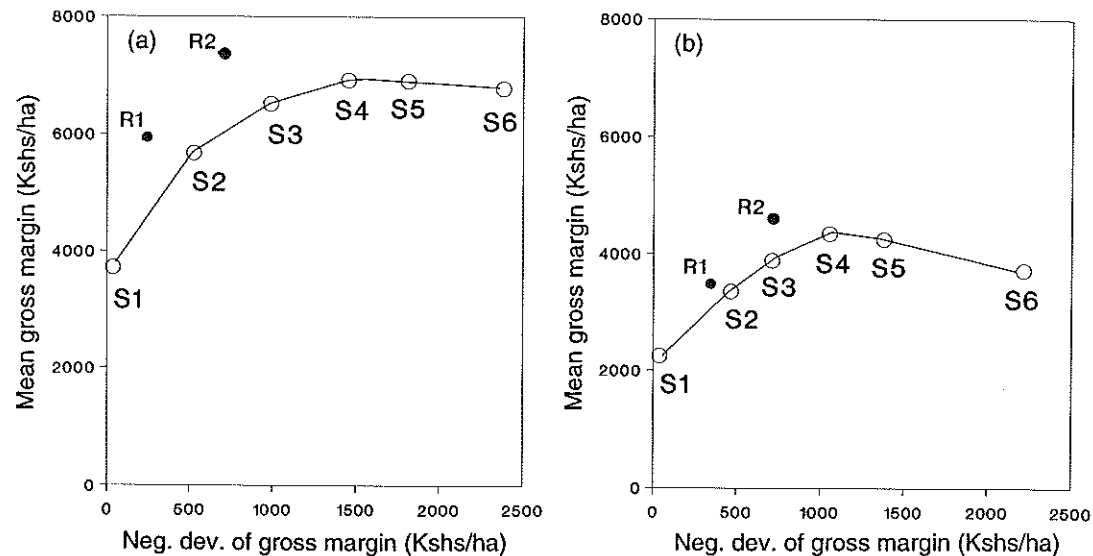 8000
6000
4000
2000
0
Mean gross margin (Kshs/ha)
(a)
R2
R1
S1
S2
S3
S4
S5
S6
0 500 1000 1500 2000 2500
Neg. dev. of gross margin (Kshs/ha)
8000
6000
4000
2000
0
Mean gross margin (Kshs/ha)
(b)
R2
R1
S1
S2
S3
S4
S5
S6
0 500 1000 1500 2000 2500
Neg. dev. of gross margin (Kshs/ha)